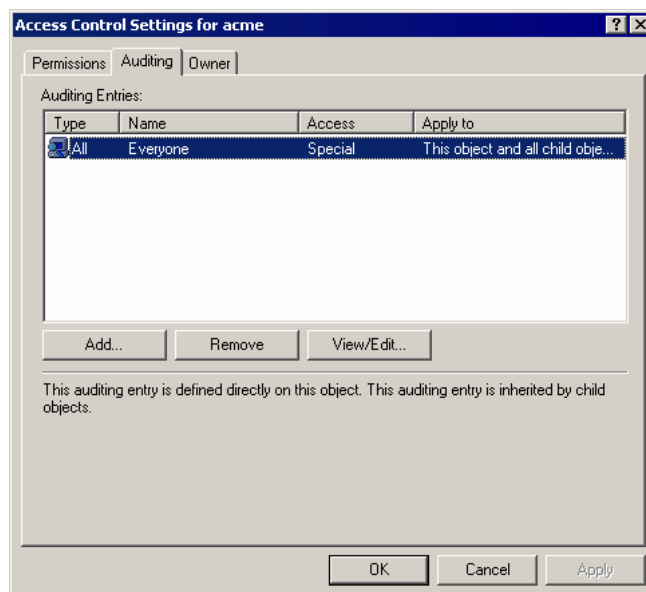 Access Control Settings for acme
Permissions Auditing Owner
Auditing Entries:
Type Name Access Apply to
All Everyone Special This object and all child obje...
Add... Remove View/Edit...
This auditing entry is defined directly on this object. This auditing entry is inherited by child
objects.
OK Cancel Apply